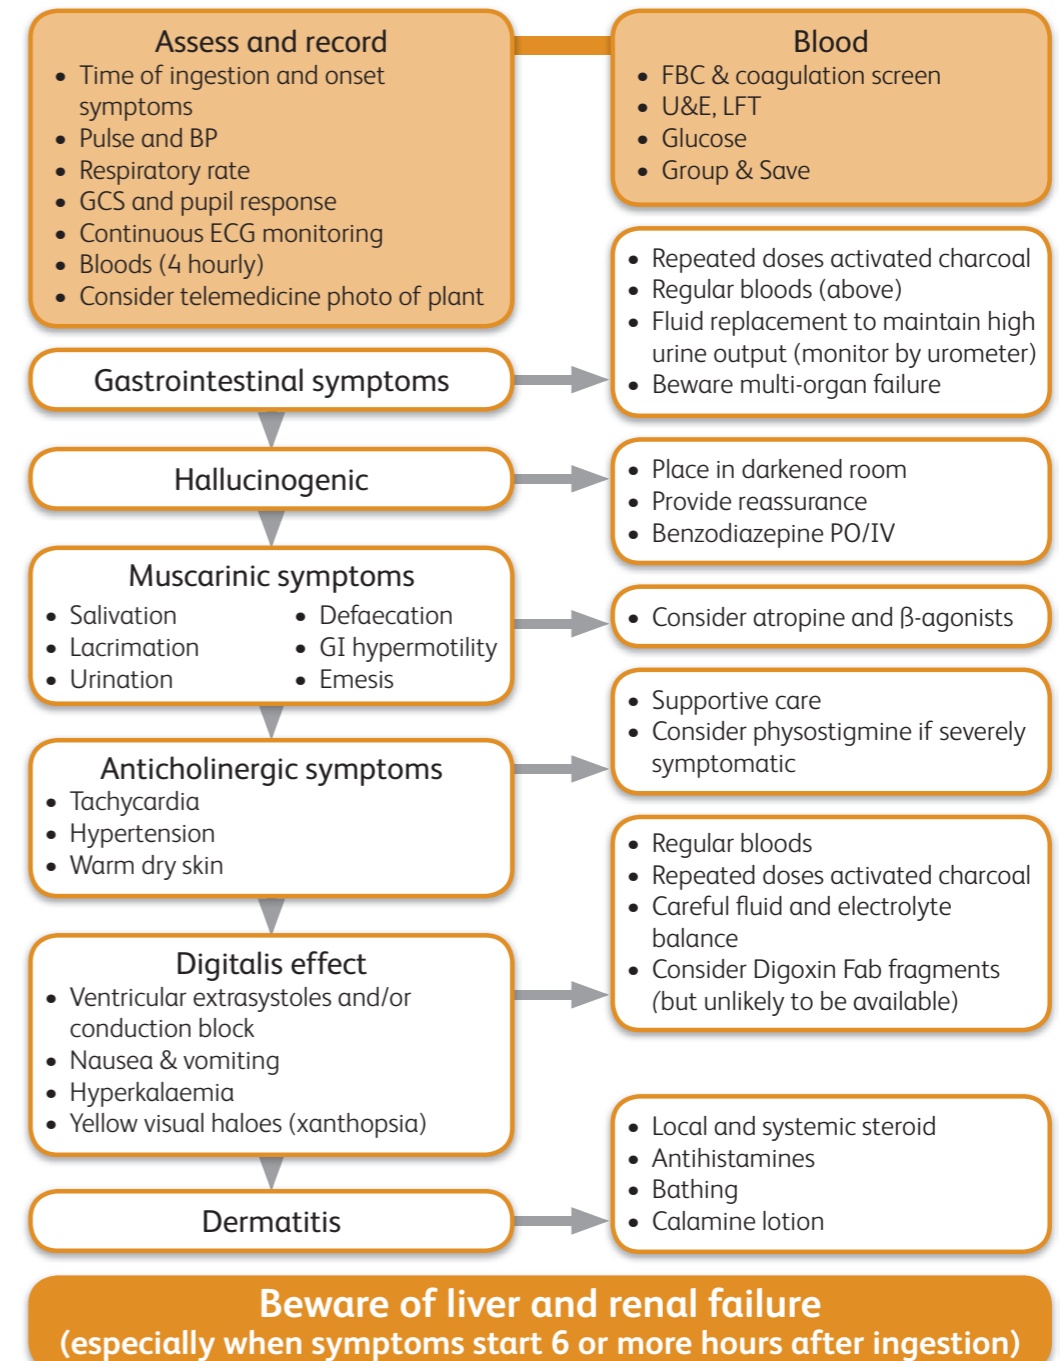 Assess and record
• Time of ingestion and onset
symptoms
• Pulse and BP
• Respiratory rate
• GCS and pupil response
• Continuous ECG monitoring
• Bloods (4 hourly)
• Consider telemedicine photo of plant
Blood
• FBC & coagulation screen
• U&E, LFT
• Glucose
• Group & Save
Gastrointestinal symptoms
• Repeated doses activated charcoal
• Regular bloods (above)
• Fluid replacement to maintain high
urine output (monitor by urometer)
• Beware multi-organ failure
Hallucinogenic
• Place in darkened room
• Provide reassurance
• Benzodiazepine PO/IV
Muscarinic symptoms
• Salivation
• Lacrimation
• Urination
• Defaecation
• GI hypermotility
• Emesis
• Consider atropine and β-agonists
Anticholinergic symptoms
• Tachycardia
• Hypertension
• Warm dry skin
• Supportive care
• Consider physostigmine if severely
symptomatic
Digitalis effect
• Ventricular extrasystoles and/or
conduction block
• Nausea & vomiting
• Hyperkalaemia
• Yellow visual haloes (xanthopsia)
• Regular bloods
• Repeated doses activated charcoal
• Careful fluid and electrolyte
balance
• Consider Digoxin Fab fragments
(but unlikely to be available)
Dermatitis
• Local and systemic steroid
• Antihistamines
• Bathing
• Calamine lotion
Beware of liver and renal failure
(especially when symptoms start 6 or more hours after ingestion)